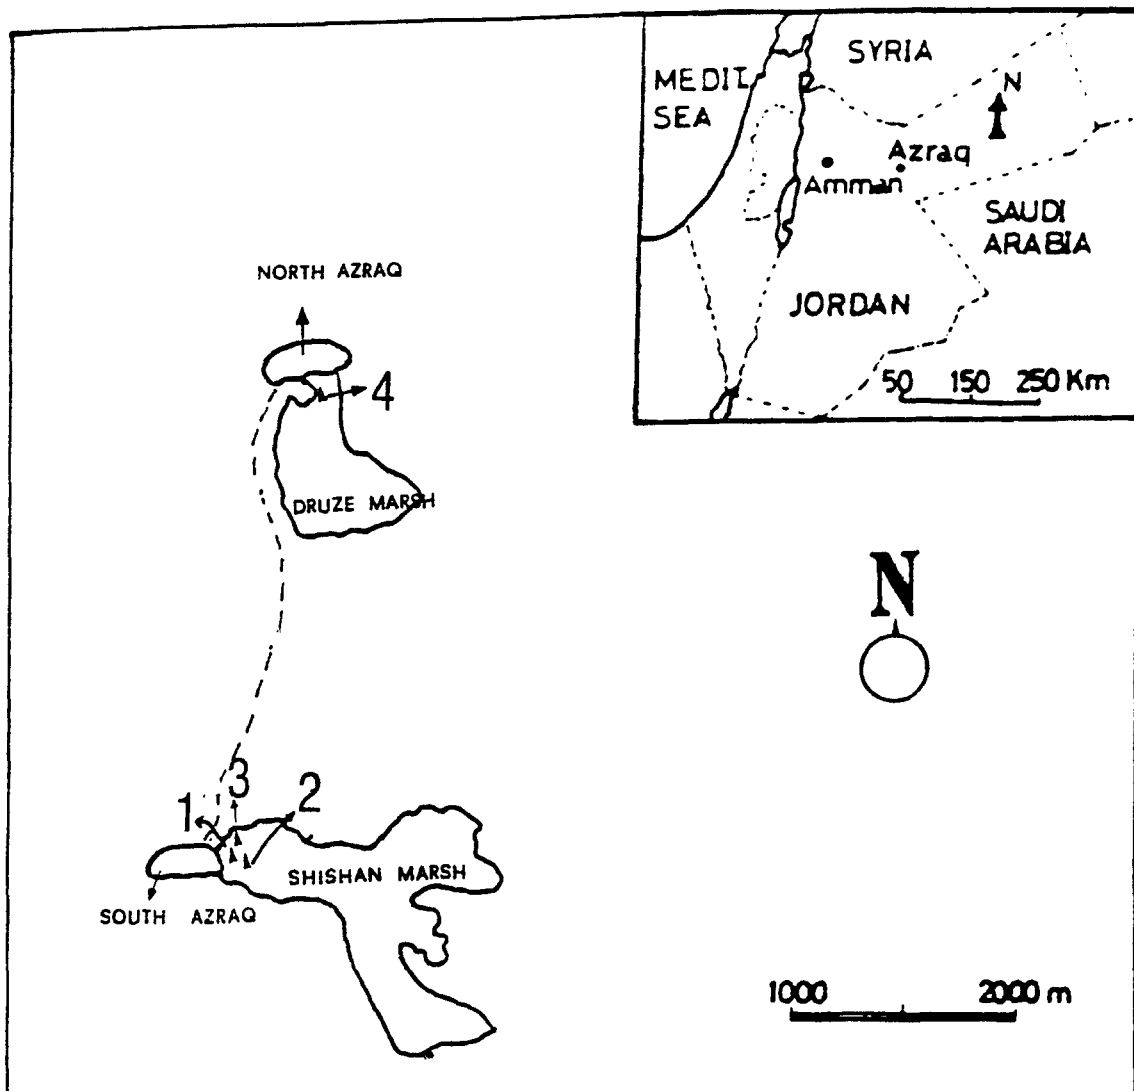 SYRIA
MEDIT.
SEA
N
Azraq
Amman
SAUDI
ARABIA
JORDAN
50 150 250 Km
NORTH AZRAQ
4
DRUZE MARSH
N
3
1
2
SHISHAN MARSH
SOUTH AZRAQ
1000 2000 m